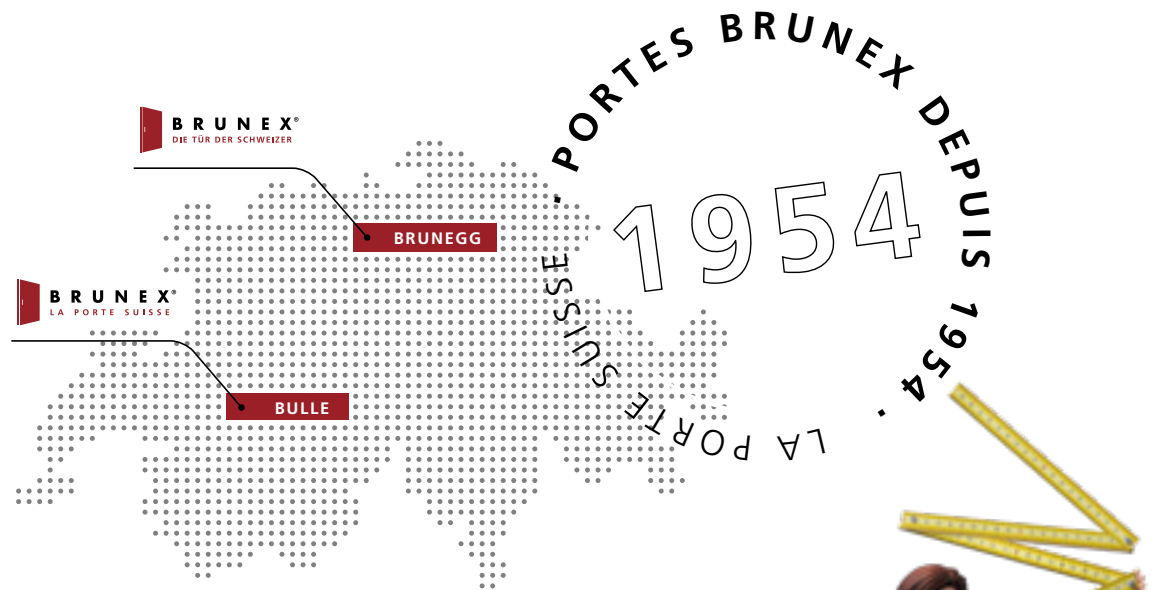 · PORTES BRUNEX DEPUIS 1954 ·
LA PORTE SUISSE
1954
BRUNEX®
DIE TÜR DER SCHWEIZER
BRUNEGG
BRUNEX®
LA PORTE SUISSE
BULLE